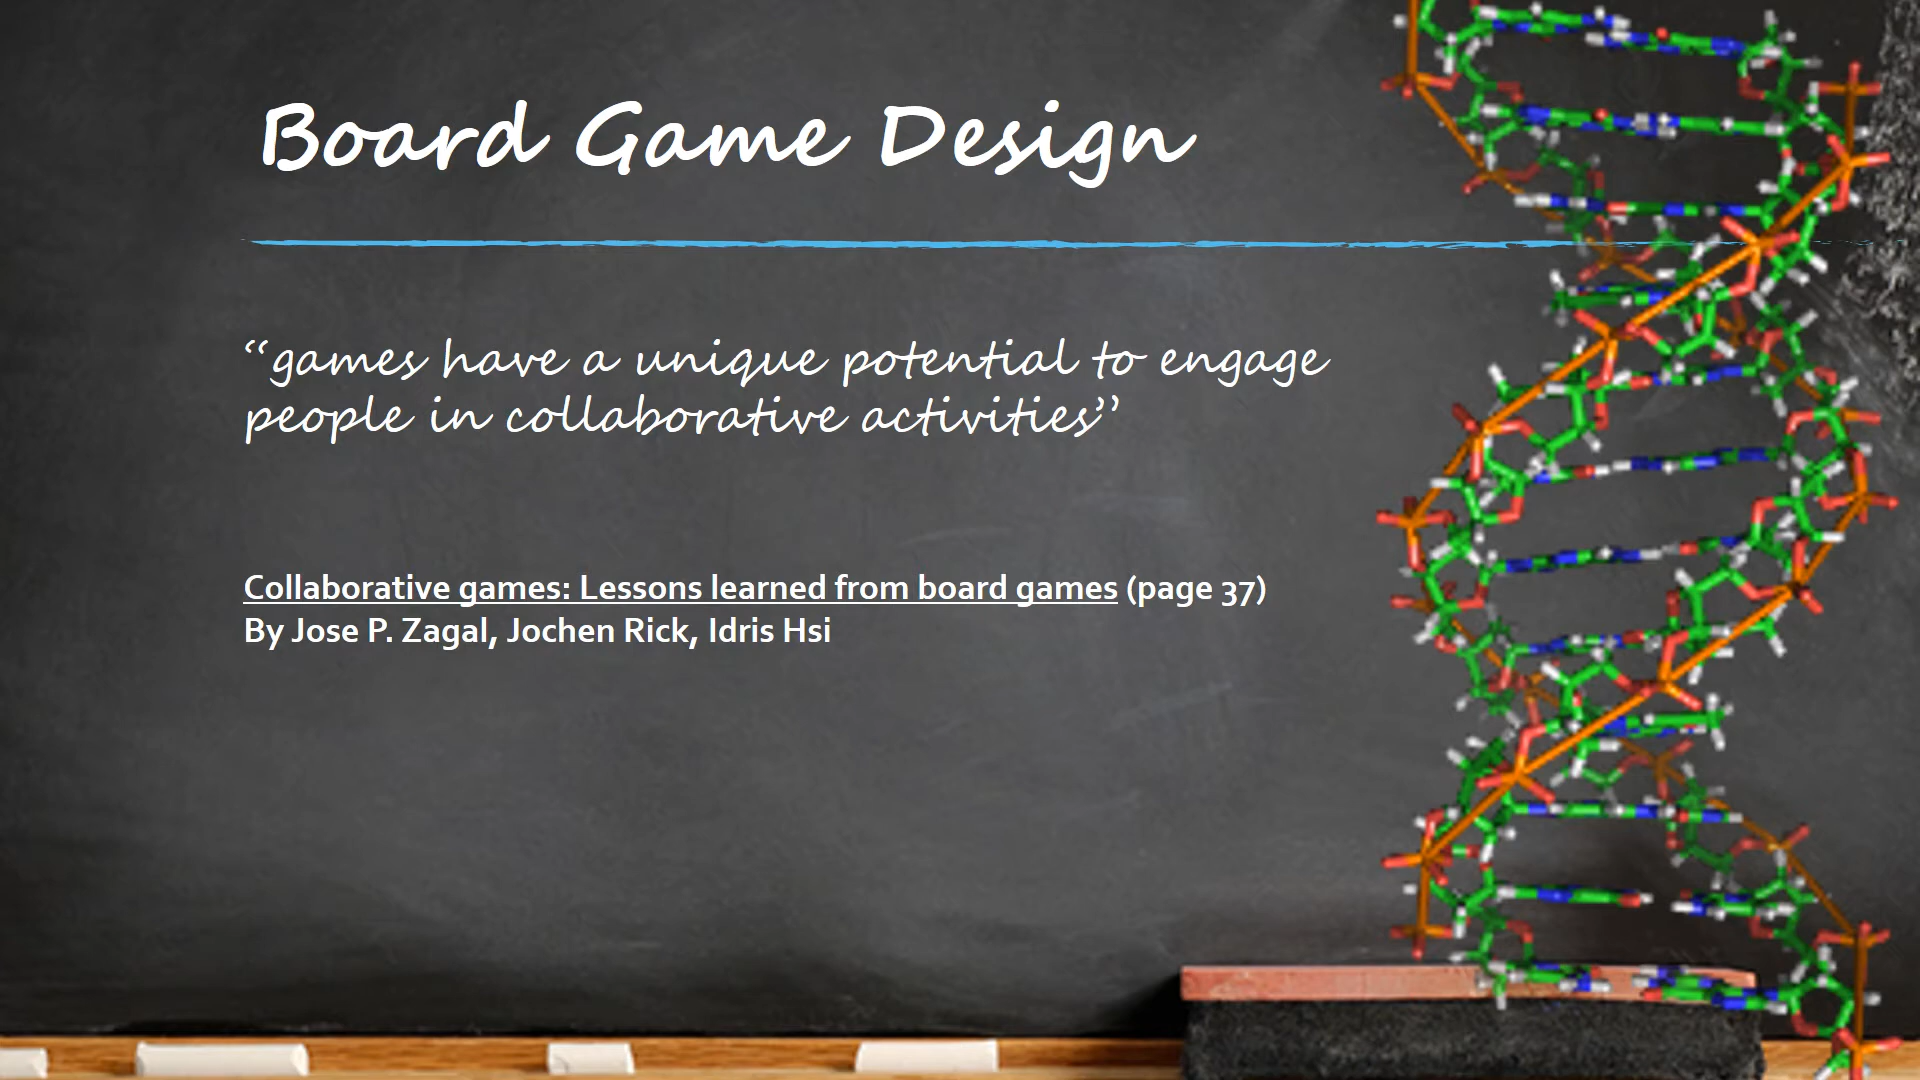 Board Game Design
“games have a unique potential to engage
people in collaborative activities”
Collaborative games: Lessons learned from board games (page 37)
By Jose P. Zagal, Jochen Rick, Idris Hsi